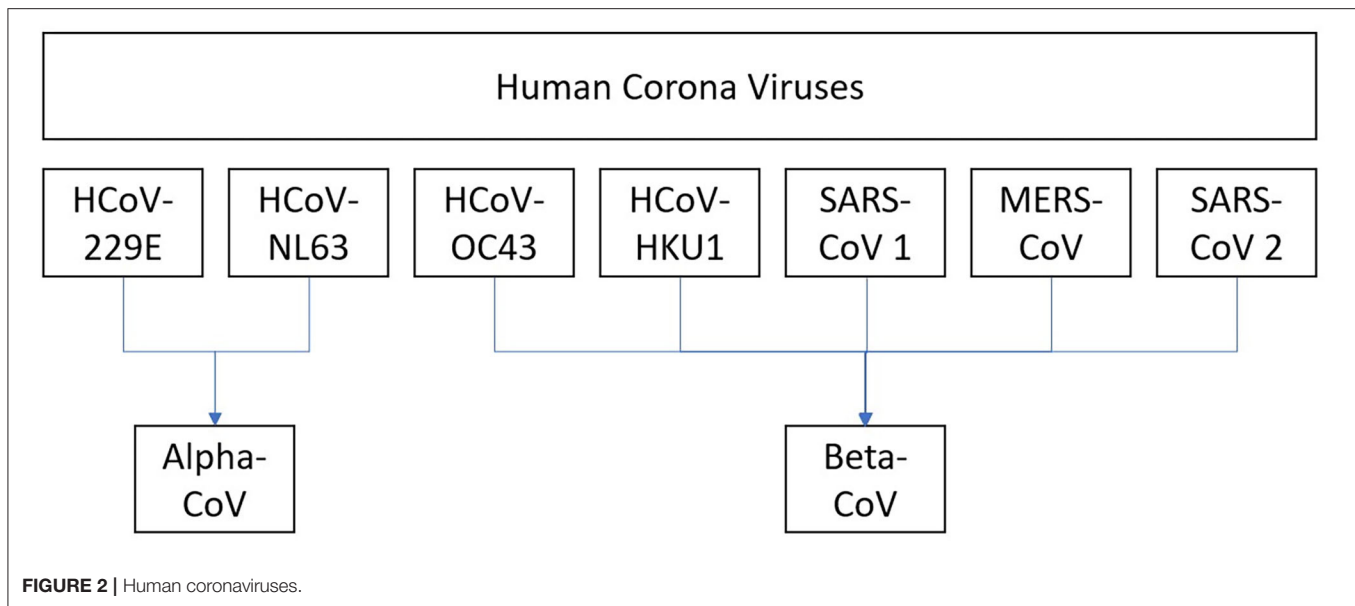 Human Corona Viruses
HCoV-
229E
HCoV-
NL63
HCoV-
OC43
HCoV-
HKU1
SARS-
CoV 1
MERS-
CoV
SARS-
CoV 2
Alpha-
CoV
Beta-
CoV
FIGURE 2 | Human coronaviruses.